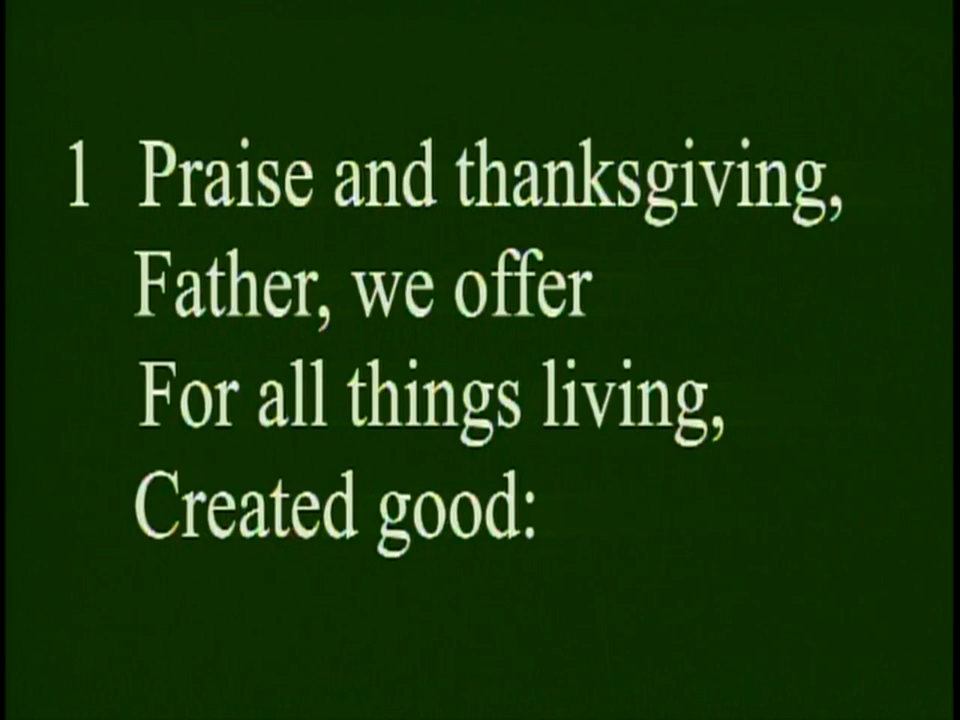 1 Praise and thanksgiving,
Father, we offer
For all things living,
Created good: